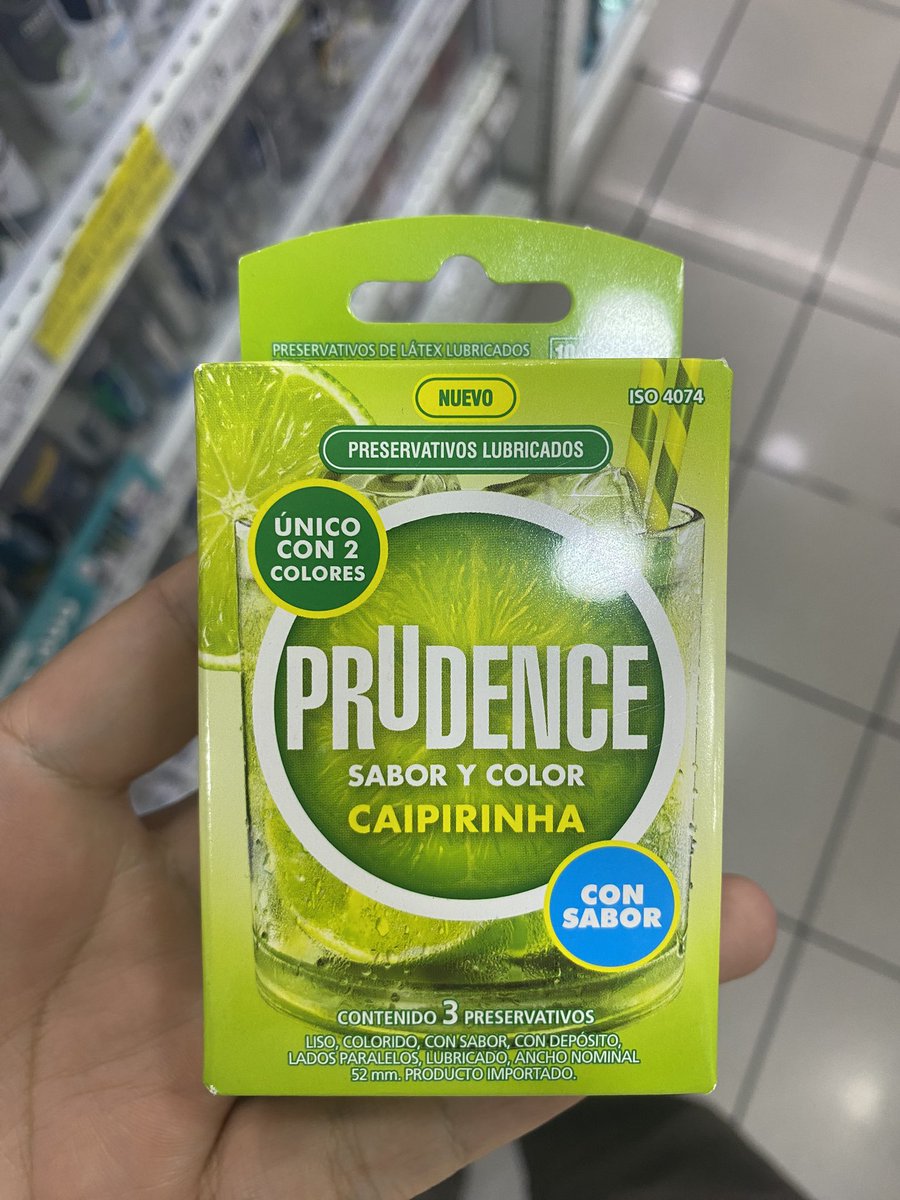 PRESERVATIVOS DE LÁTEX LUBRICADOS
NUEVO
ISO 4074
PRESERVATIVOS LUBRICADOS
ÚNICO
CON 2
COLORES
PRUDENCE
SABOR Y COLOR
CAIPIRINHA
CON
SABOR
CONTENIDO 3 PRESERVATIVOS
LISO, COLORIDO, CON SABOR, CON DEPÓSITO,
LADOS PARALELOS, LUBRICADO, ANCHO NOMINAL
52 mm. PRODUCTO IMPORTADO.